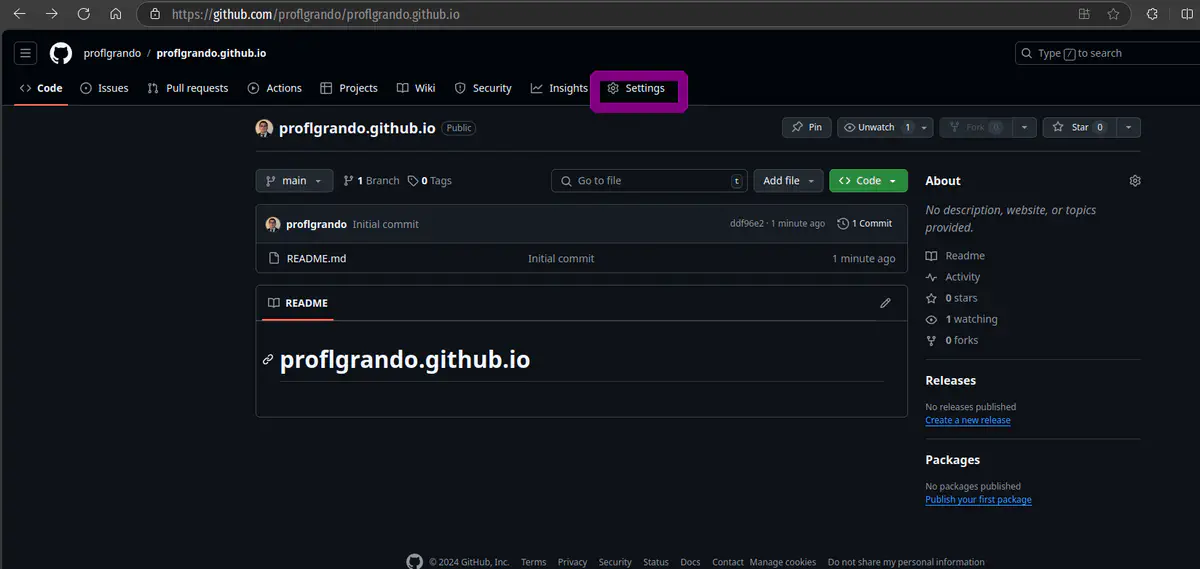 https://github.com/proflgrando/proflgrando.github.io
proflgrando / proflgrando.github.io
Type / to search
Code Issues Pull requests Actions Projects Wiki Security Insights Settings
proflgrando.github.io Public
Pin Unwatch 1 Fork 0 Star 0
main 1 Branch 0 Tags Go to file t Add file Code
About
No description, website, or topics
provided.
proflgrando Initial commit ddf96e2 · 1 minute ago 1 Commit
README.md Initial commit 1 minute ago
Readme
Activity
0 stars
1 watching
0 forks
README
proflgrando.github.io
Releases
No releases published
Create a new release
Packages
No packages published
Publish your first package
© 2024 GitHub, Inc. Terms Privacy Security Status Docs Contact Manage cookies Do not share my personal information